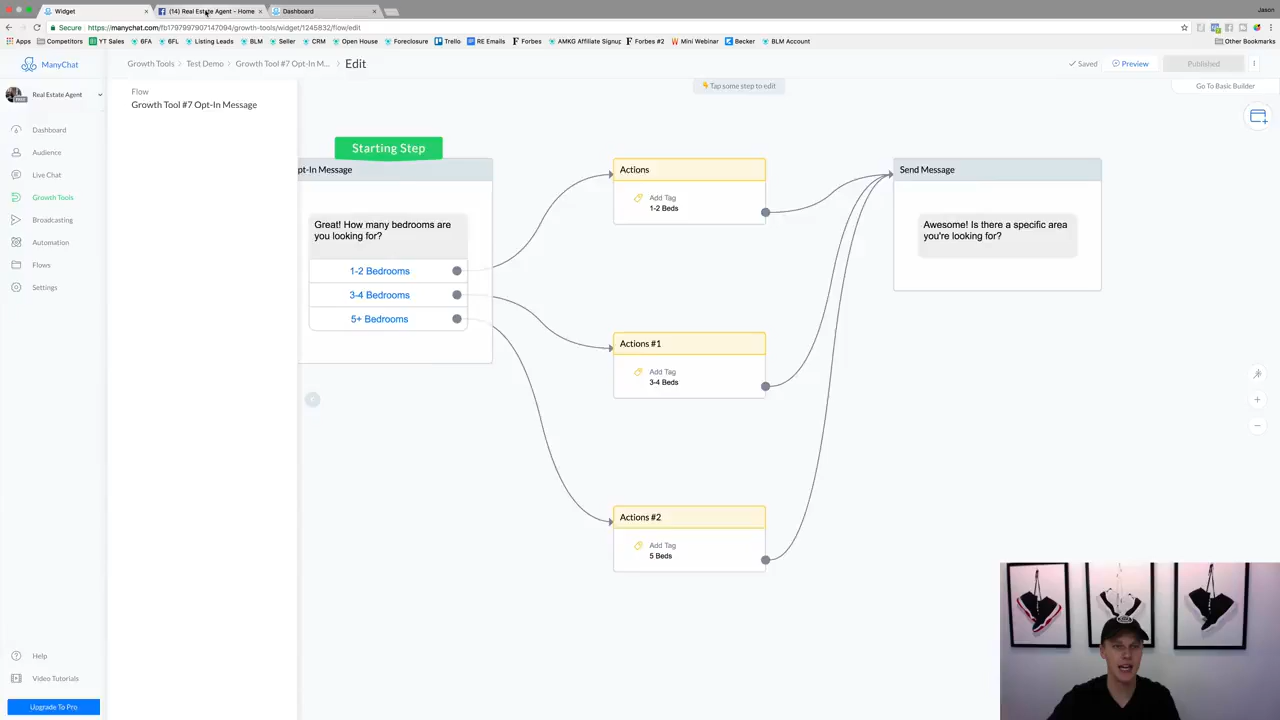 Widget
(14) Real Estate Agent - Home
Dashboard
Jason
Secure
https://manychat.com/fb1797997907147094/growth-tools/widget/1245832/flow/edit
Apps
Competitors
YT Sales
6FA
6FL
Listing Leads
BLM
Seller
CRM
Open House
Foreclosure
Trello
RE Emails
Forbes
AMKG Affiliate Signup
Forbes #2
Mini Webinar
Becker
BLM Account
Other Bookmarks
ManyChat
Growth Tools
Test Demo
Growth Tool #7 Opt-In M...
Edit
Saved
Preview
Published
Real Estate Agent
FREE
Flow
Growth Tool #7 Opt-In Message
Tap some step to edit
Go To Basic Builder
Dashboard
Audience
Live Chat
Growth Tools
Broadcasting
Automation
Flows
Settings
Starting Step
pt-In Message
Great! How many bedrooms are
you looking for?
1-2 Bedrooms
3-4 Bedrooms
5+ Bedrooms
Actions
Add Tag
1-2 Beds
Actions #1
Add Tag
3-4 Beds
Actions #2
Add Tag
5 Beds
Send Message
Awesome! Is there a specific area
you're looking for?
Help
Video Tutorials
Upgrade To Pro